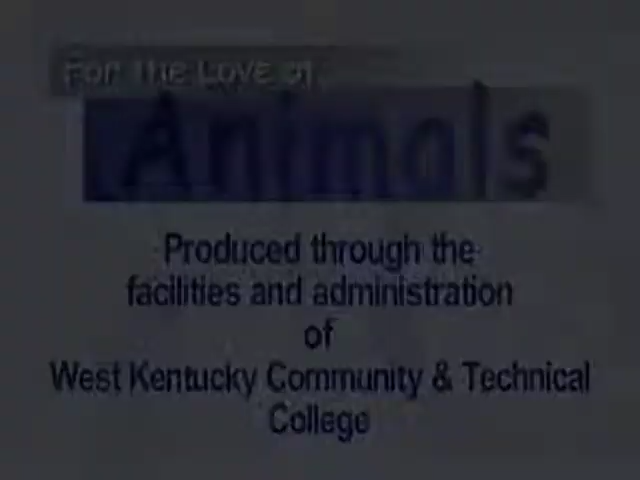 For the Love of
Animals
Produced through the
facilities and administration
of
West Kentucky Community & Technical
College